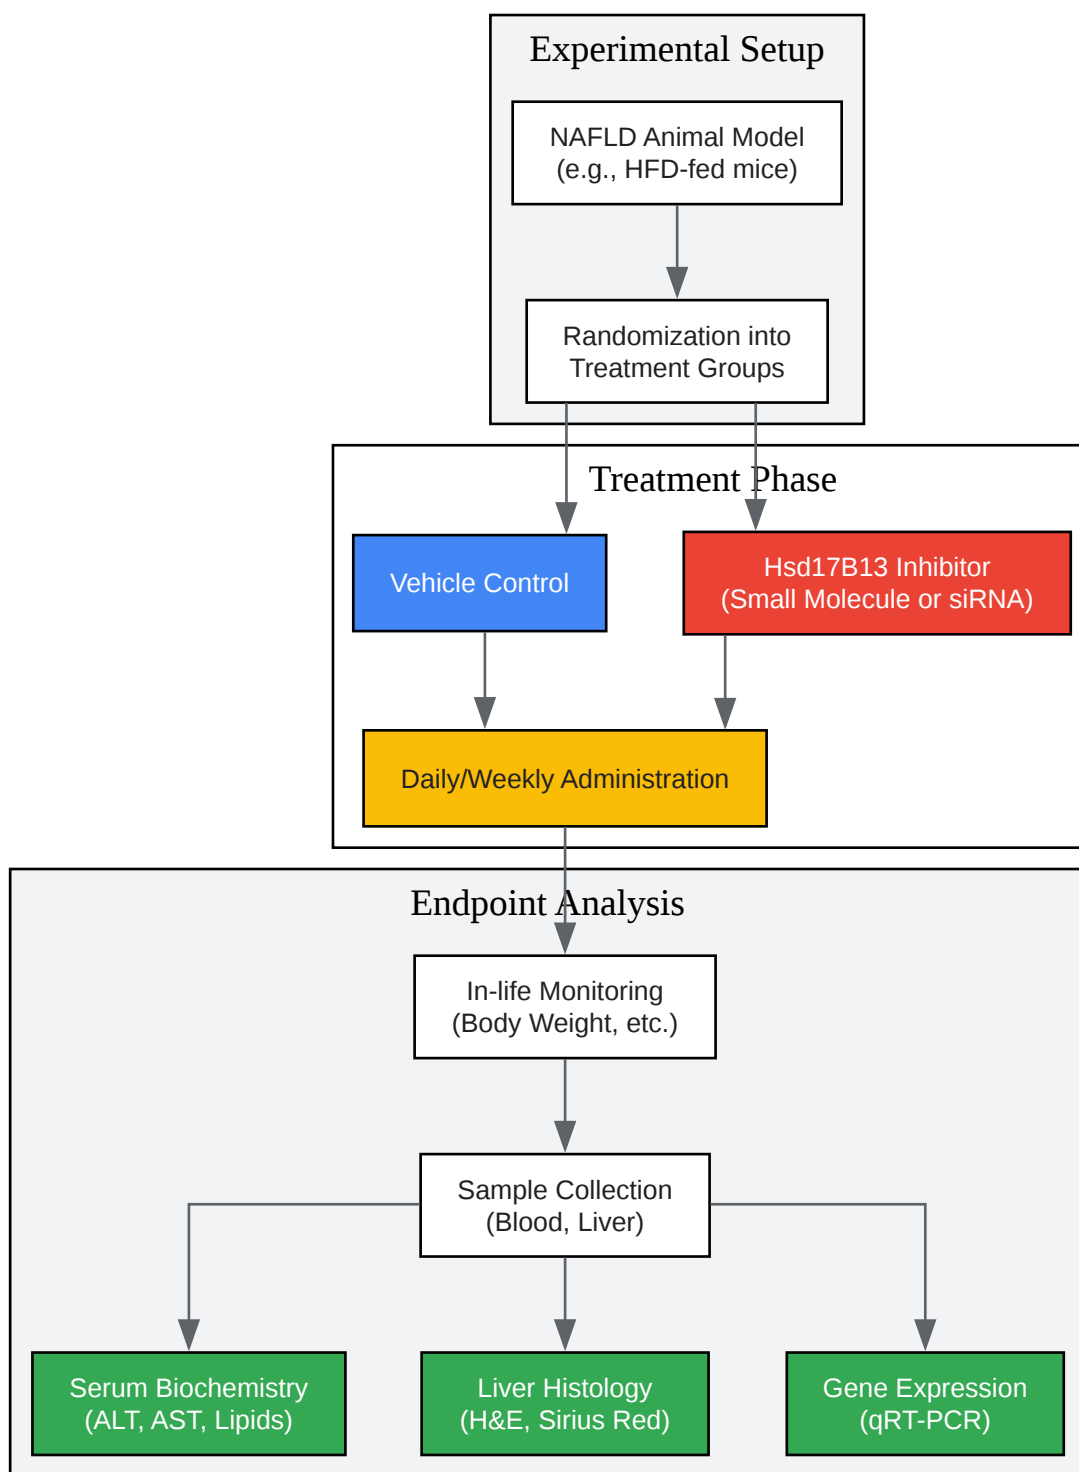 Experimental Setup
NAFLD Animal Model
(e.g., HFD-fed mice)
Randomization into
Treatment Groups
Treatment Phase
Vehicle Control
Hsd17B13 Inhibitor
(Small Molecule or siRNA)
Daily/Weekly Administration
Endpoint Analysis
In-life Monitoring
(Body Weight, etc.)
Sample Collection
(Blood, Liver)
Serum Biochemistry
(ALT, AST, Lipids)
Liver Histology
(H&E, Sirius Red)
Gene Expression
(qRT-PCR)